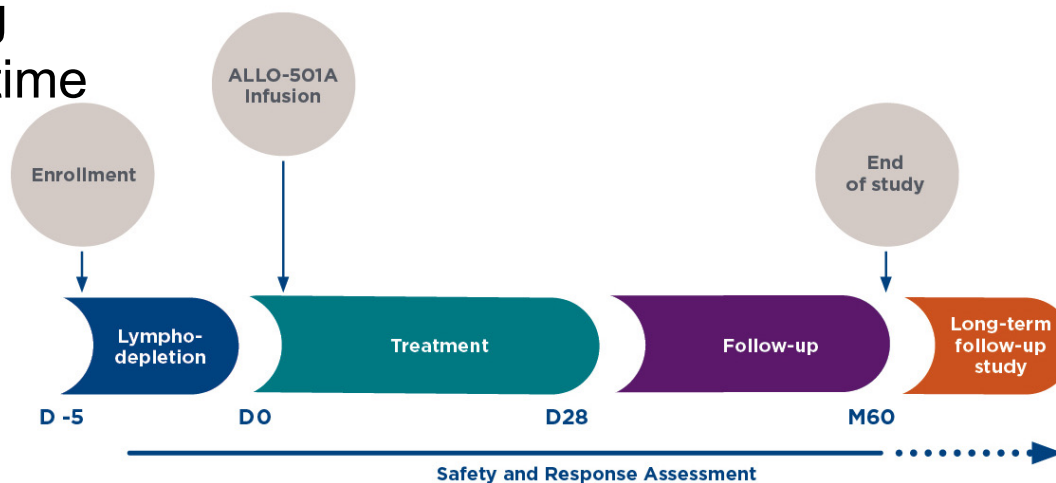 g
time
ALLO-501A
Infusion
Enrollment
End
of study
Lympho-
depletion
Treatment
Follow-up
Long-term
follow-up
study
D -5
D0
D28
M60
Safety and Response Assessment